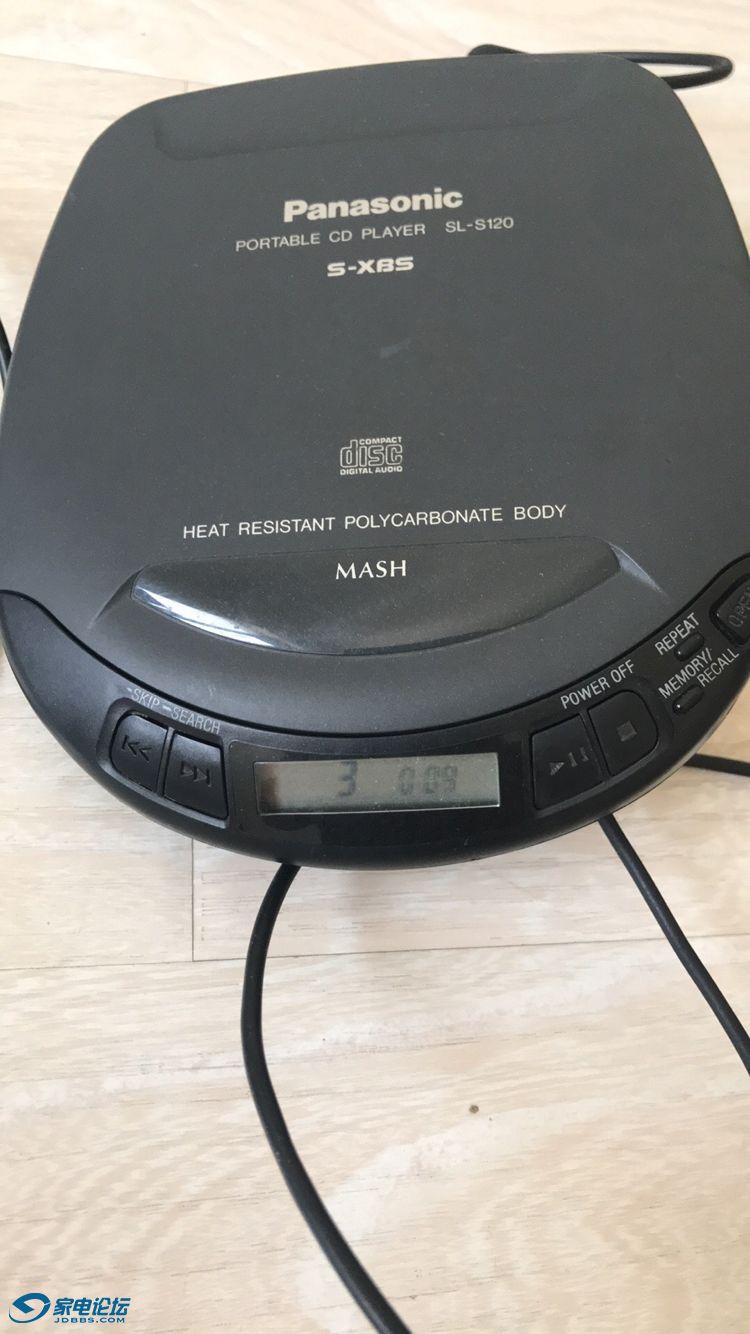 Panasonic
PORTABLE CD PLAYER SL-S120
S-XBS
COMPACT
disc
DIGITAL AUDIO
HEAT RESISTANT POLYCARBONATE BODY
MASH
REPEAT
MEMORY/
RECALL
POWER OFF
-SKIP-SEARCH
3 0:09
家电论坛
JDBBS.COM